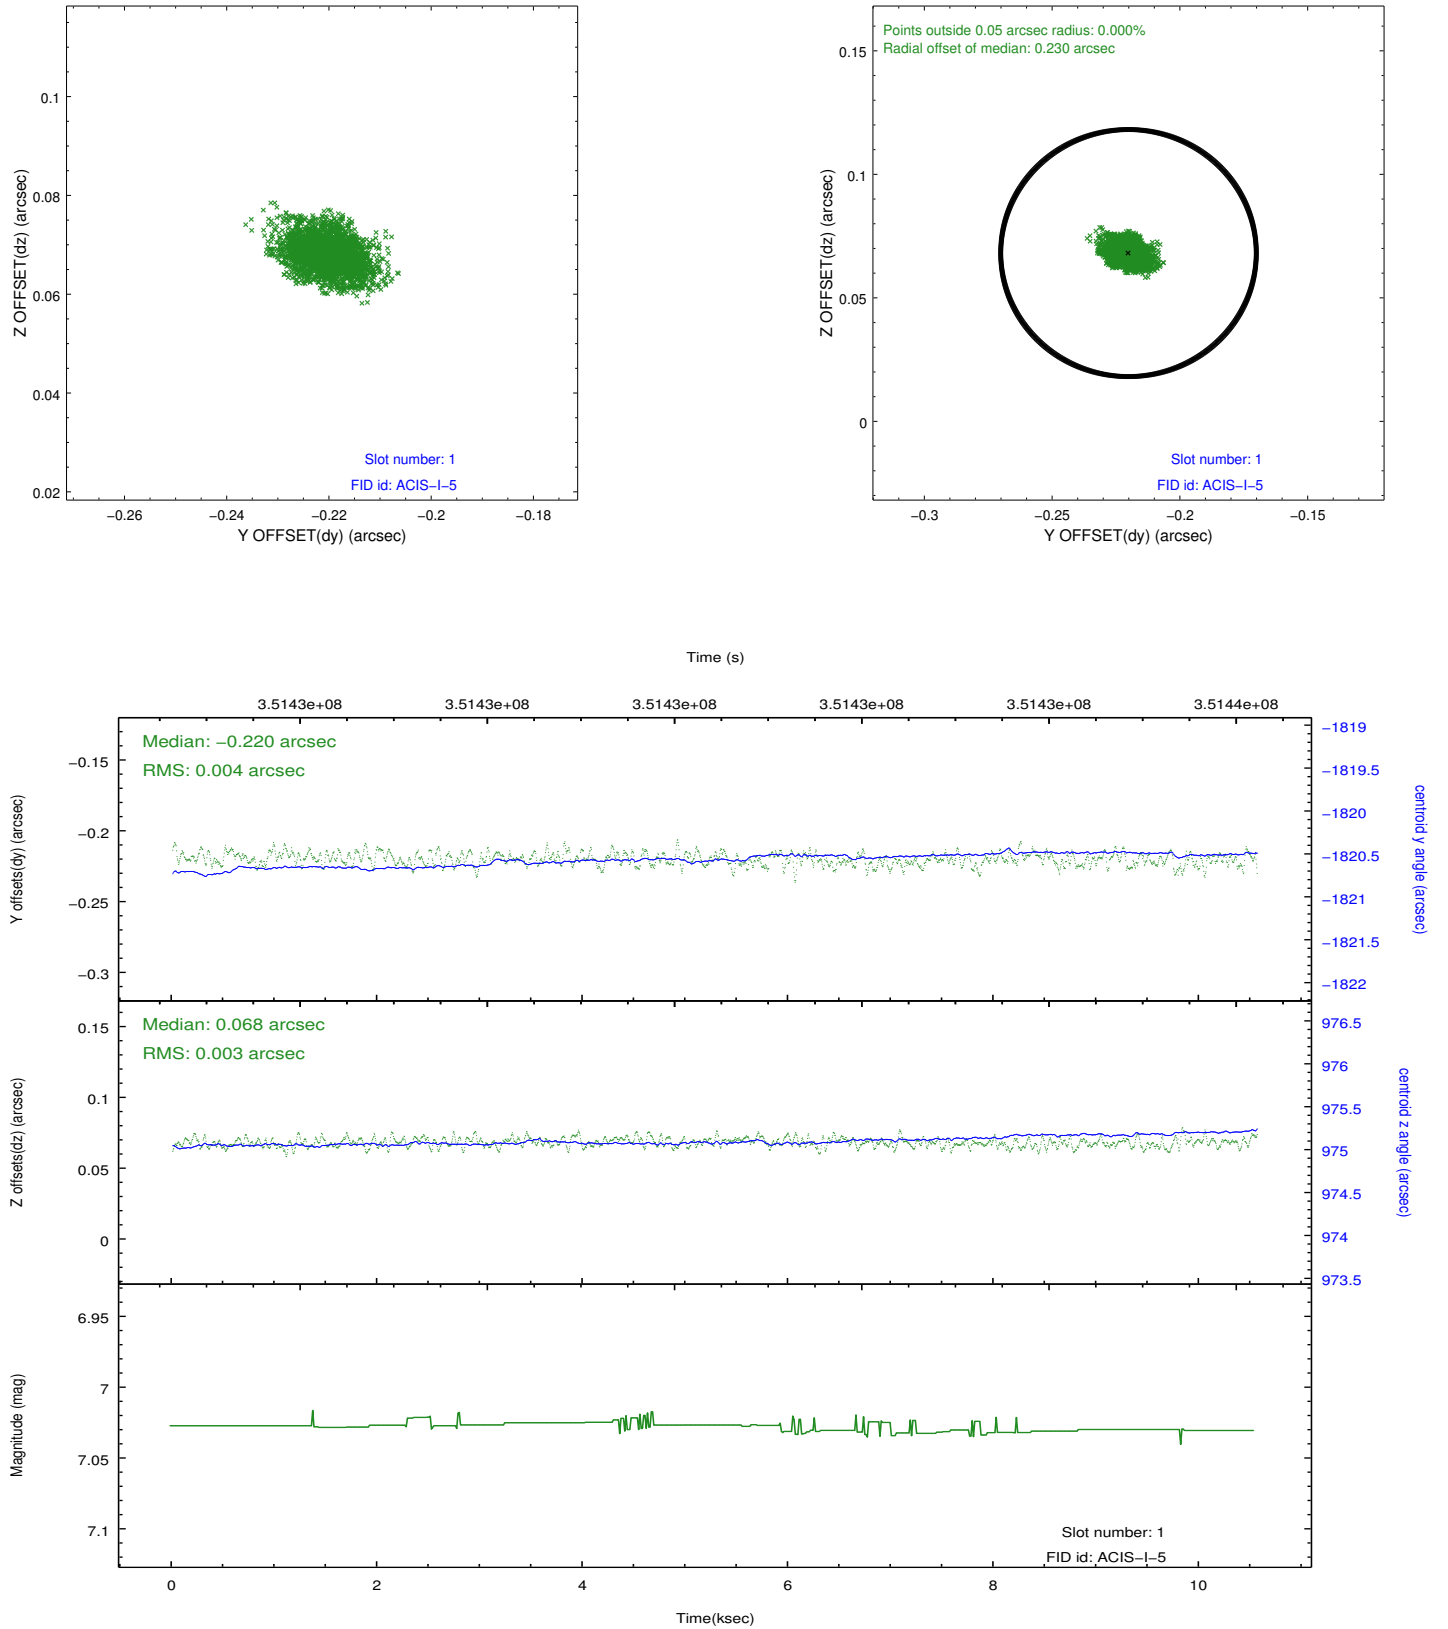 0.1
0.08
0.06
0.04
0.02
Z OFFSET(dz) (arcsec)
Slot number: 1
FID id: ACIS−I−5
−0.26
−0.24
−0.22
−0.2
−0.18
Y OFFSET(dy) (arcsec)
Points outside 0.05 arcsec radius: 0.000%
Radial offset of median: 0.230 arcsec
0.15
0.1
0.05
0
Z OFFSET(dz) (arcsec)
Slot number: 1
FID id: ACIS−I−5
−0.3
−0.25
−0.2
−0.15
Y OFFSET(dy) (arcsec)
Time (s)
3.5143e+08
3.5143e+08
3.5143e+08
3.5143e+08
3.5143e+08
3.5144e+08
Median: −0.220 arcsec
RMS: 0.004 arcsec
−0.15
−0.2
−0.25
−0.3
Y offsets(dy) (arcsec)
−1819
−1819.5
−1820
−1820.5
−1821
−1821.5
−1822
centroid y angle (arcsec)
Median: 0.068 arcsec
RMS: 0.003 arcsec
0.15
0.1
0.05
0
Z offsets(dz) (arcsec)
976.5
976
975.5
975
974.5
974
973.5
centroid z angle (arcsec)
6.95
7
7.05
7.1
Magnitude (mag)
Slot number: 1
FID id: ACIS−I−5
0
2
4
6
8
10
Time(ksec)